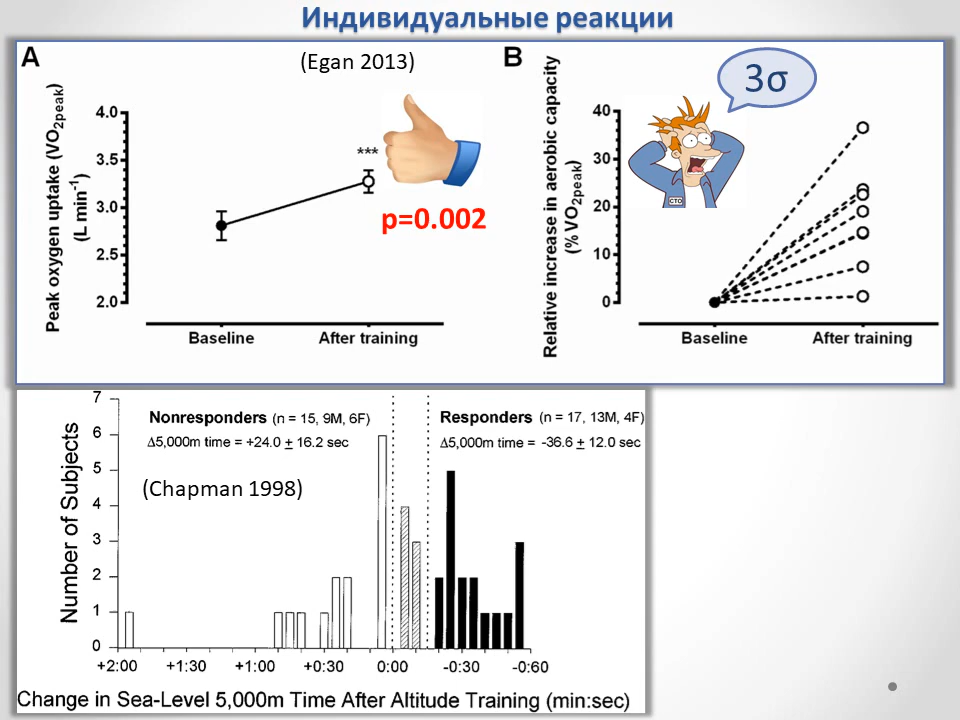 Индивидуальные реакции
A
(Egan 2013)
Peak oxygen uptake (VO2peak)
(L min-1)
4.0
3.5
3.0
2.5
2.0
***
p=0.002
Baseline
After training
B
3σ
Relative increase in aerobic capacity
(% VO2peak)
40
30
20
10
0
СТО
Baseline
After training
Number of Subjects
7
6
5
4
3
2
1
0
Nonresponders (n = 15, 9M, 6F)
Δ5,000m time = +24.0 ± 16.2 sec
(Chapman 1998)
Responders (n = 17, 13M, 4F)
Δ5,000m time = -36.6 ± 12.0 sec
+2:00
+1:30
+1:00
+0:30
0:00
-0:30
-0:60
Change in Sea-Level 5,000m Time After Altitude Training (min:sec)